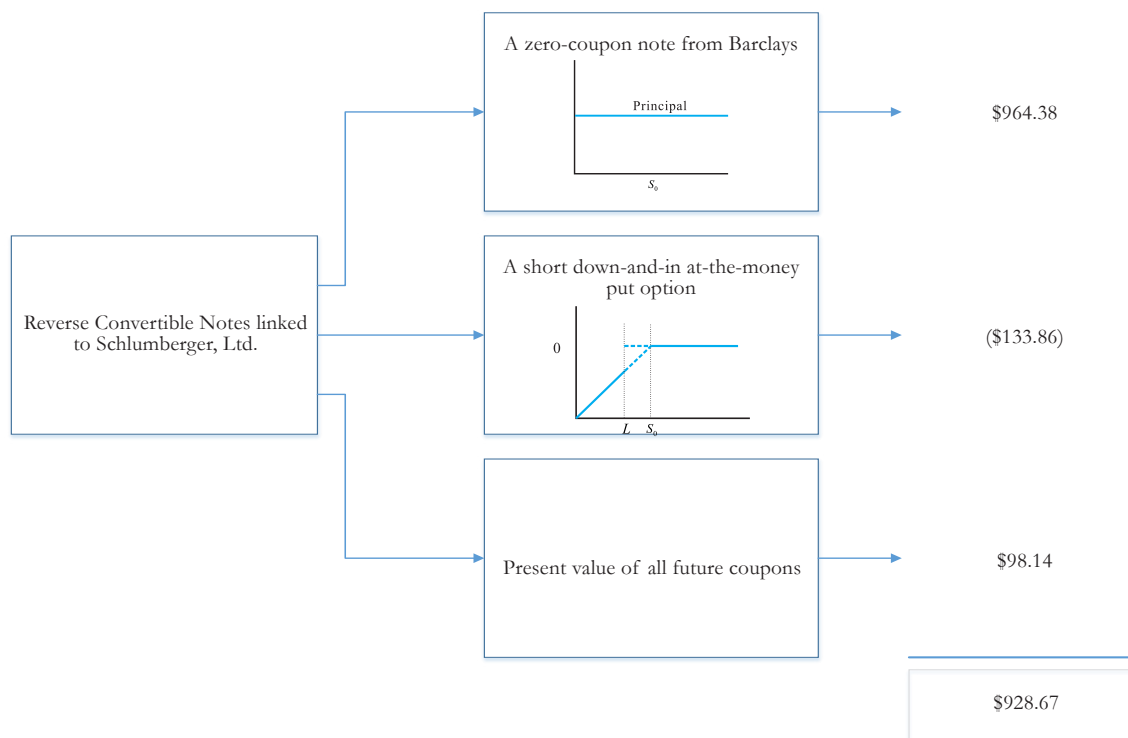 A zero-coupon note from Barclays
Principal
S₀
$964.38
Reverse Convertible Notes linked
to Schlumberger, Ltd.
A short down-and-in at-the-money
put option
0
L S₀
($133.86)
Present value of all future coupons
$98.14
$928.67